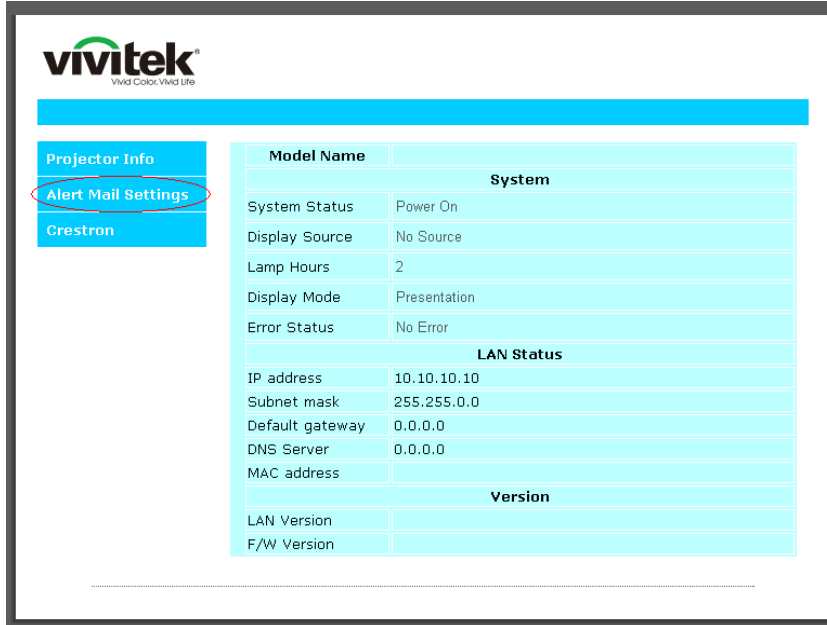 vivitek®
Vivid Color, Vivid Life
Projector Info
Alert Mail Settings
Crestron
Model Name
System
System Status Power On
Display Source No Source
Lamp Hours 2
Display Mode Presentation
Error Status No Error
LAN Status
IP address 10.10.10.10
Subnet mask 255.255.0.0
Default gateway 0.0.0.0
DNS Server 0.0.0.0
MAC address
Version
LAN Version
F/W Version